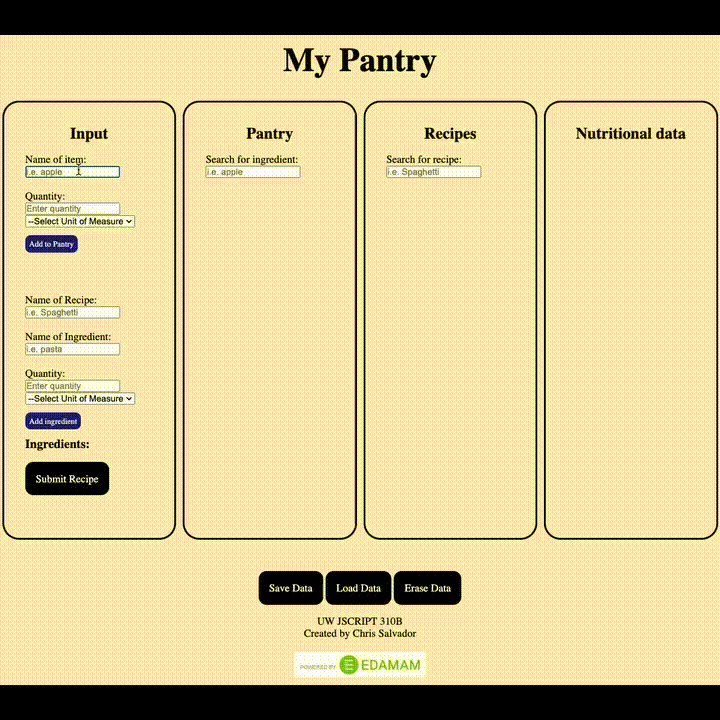 My Pantry
Input
Name of item:
i.e. apple
Quantity:
Enter quantity
--Select Unit of Measure
Add to Pantry
Name of Recipe:
i.e. Spaghetti
Name of Ingredient:
i.e. pasta
Quantity:
Enter quantity
--Select Unit of Measure
Add ingredient
Ingredients:
Submit Recipe
Pantry
Search for ingredient:
i.e. apple
Recipes
Search for recipe:
i.e. Spaghetti
Nutritional data
Save Data
Load Data
Erase Data
UW JSCRIPT 310B
Created by Chris Salvador
POWERED BY EDAMAM